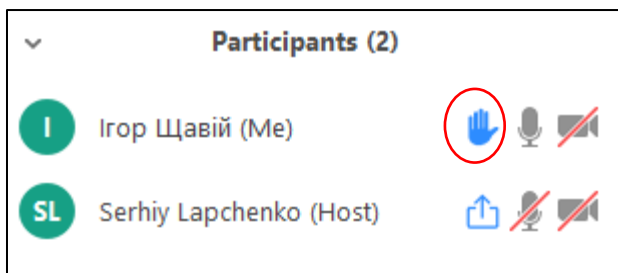 Participants (2)
I Ігор Щавій (Me)
SL Serhiy Lapchenko (Host)